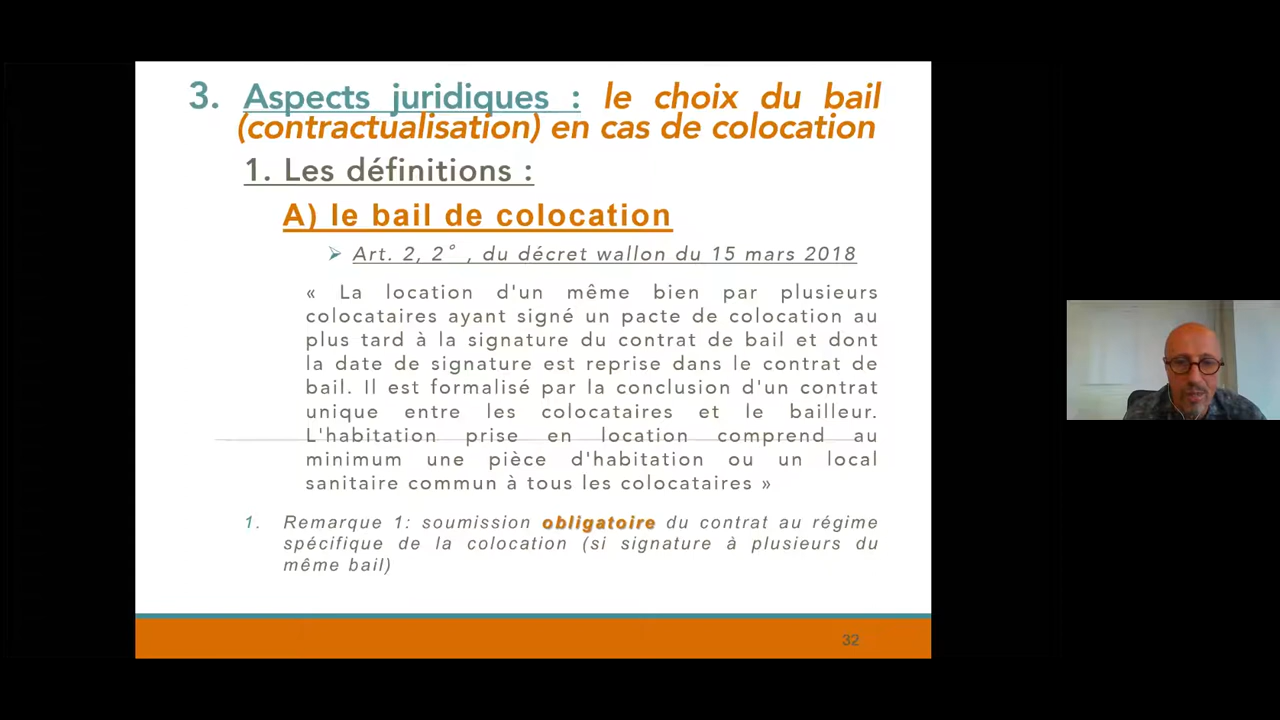 3. Aspects juridiques : le choix du bail
(contractualisation) en cas de colocation
1. Les définitions :
A) le bail de colocation
➢ Art. 2, 2° , du décret wallon du 15 mars 2018
« La location d'un même bien par plusieurs
colocataires ayant signé un pacte de colocation au
plus tard à la signature du contrat de bail et dont
la date de signature est reprise dans le contrat de
bail. Il est formalisé par la conclusion d'un contrat
unique entre les colocataires et le bailleur.
L'habitation prise en location comprend au
minimum une pièce d'habitation ou un local
sanitaire commun à tous les colocataires »
1. Remarque 1: soumission obligatoire du contrat au régime
spécifique de la colocation (si signature à plusieurs du
même bail)
32